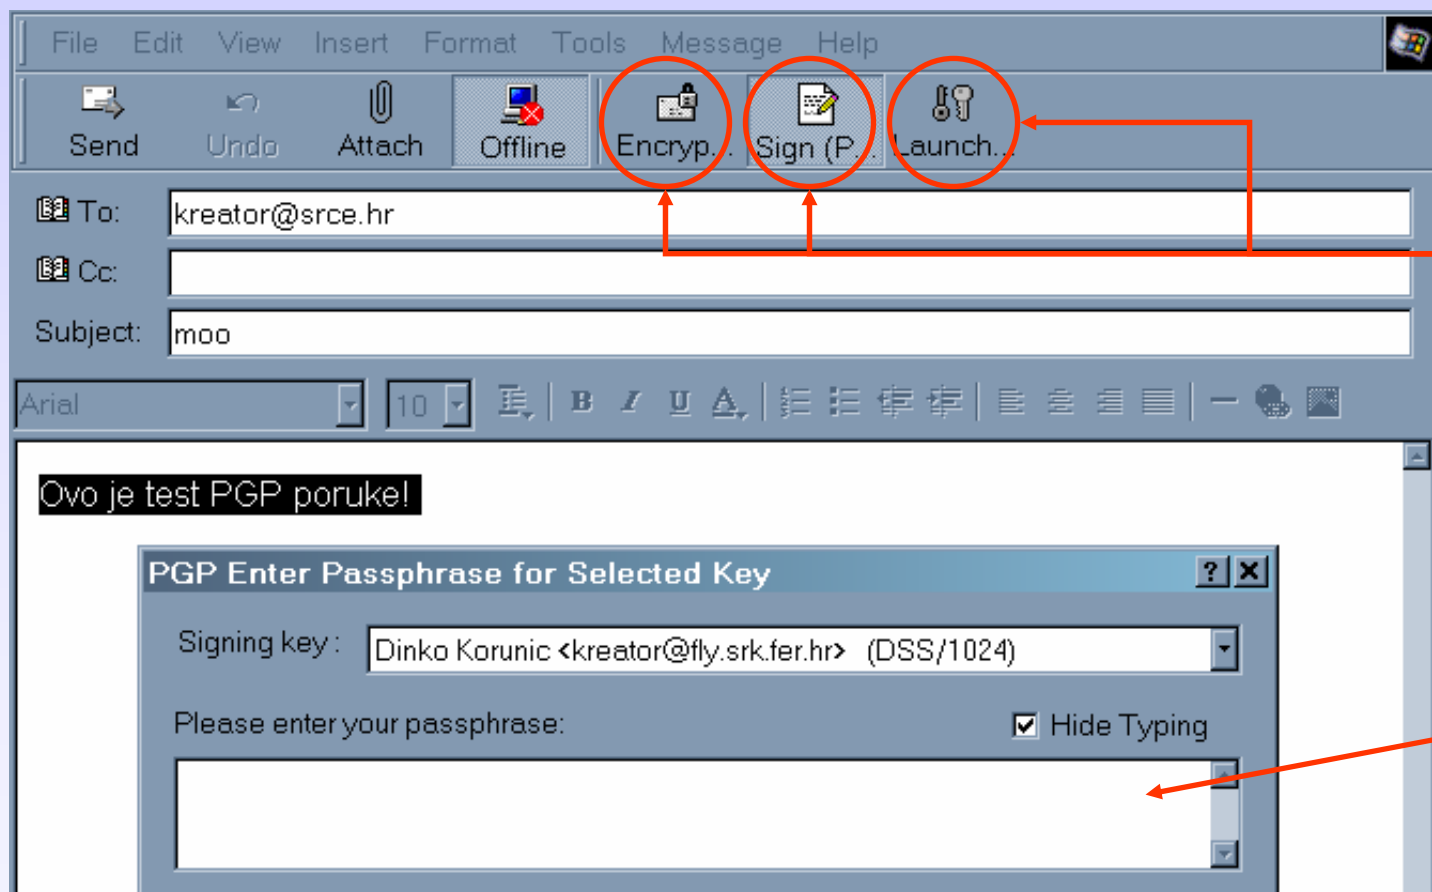 File Edit View Insert Format Tools Message Help
Send Undo Attach Offline Encryp... Sign (P... Launch...
To: kreator@srce.hr
Cc:
Subject: moo
Arial 10 B I U A
Ovo je test PGP poruke!
PGP Enter Passphrase for Selected Key
Signing key : Dinko Korunic <kreator@fly.srk.fer.hr> (DSS/1024)
Please enter your passphrase: Hide Typing